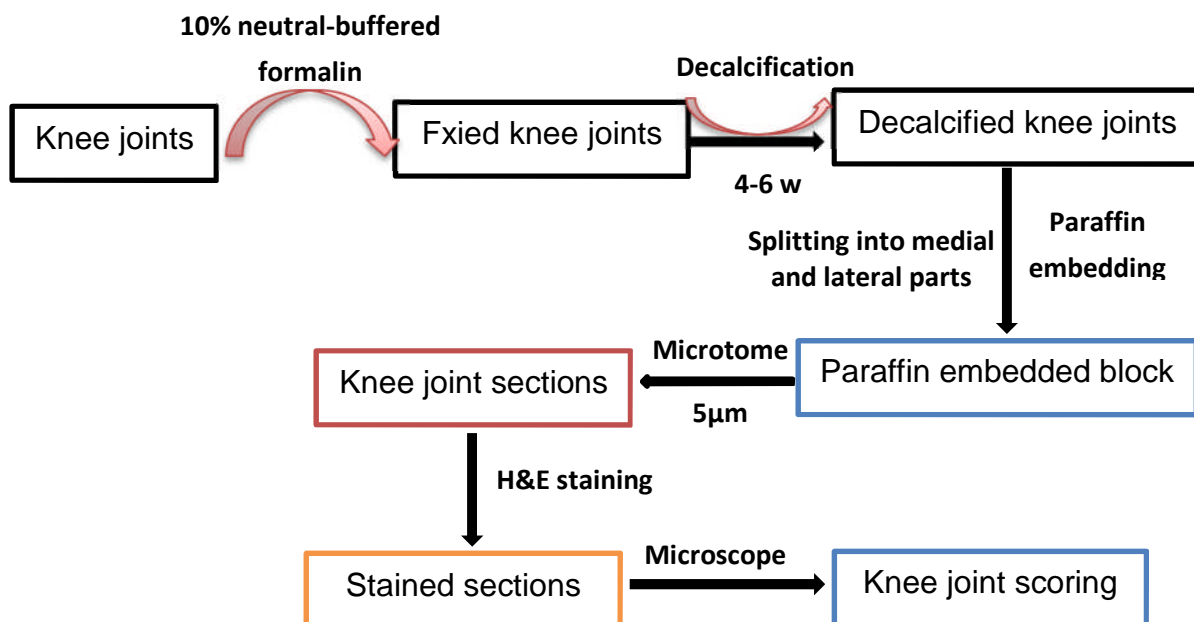 10% neutral-buffered
formalin
Knee joints
Fxied knee joints
Decalcification
4-6 w
Decalcified knee joints
Splitting into medial
and lateral parts
Paraffin
embedding
Paraffin embedded block
Microtome
5µm
Knee joint sections
H&E staining
Stained sections
Microscope
Knee joint scoring